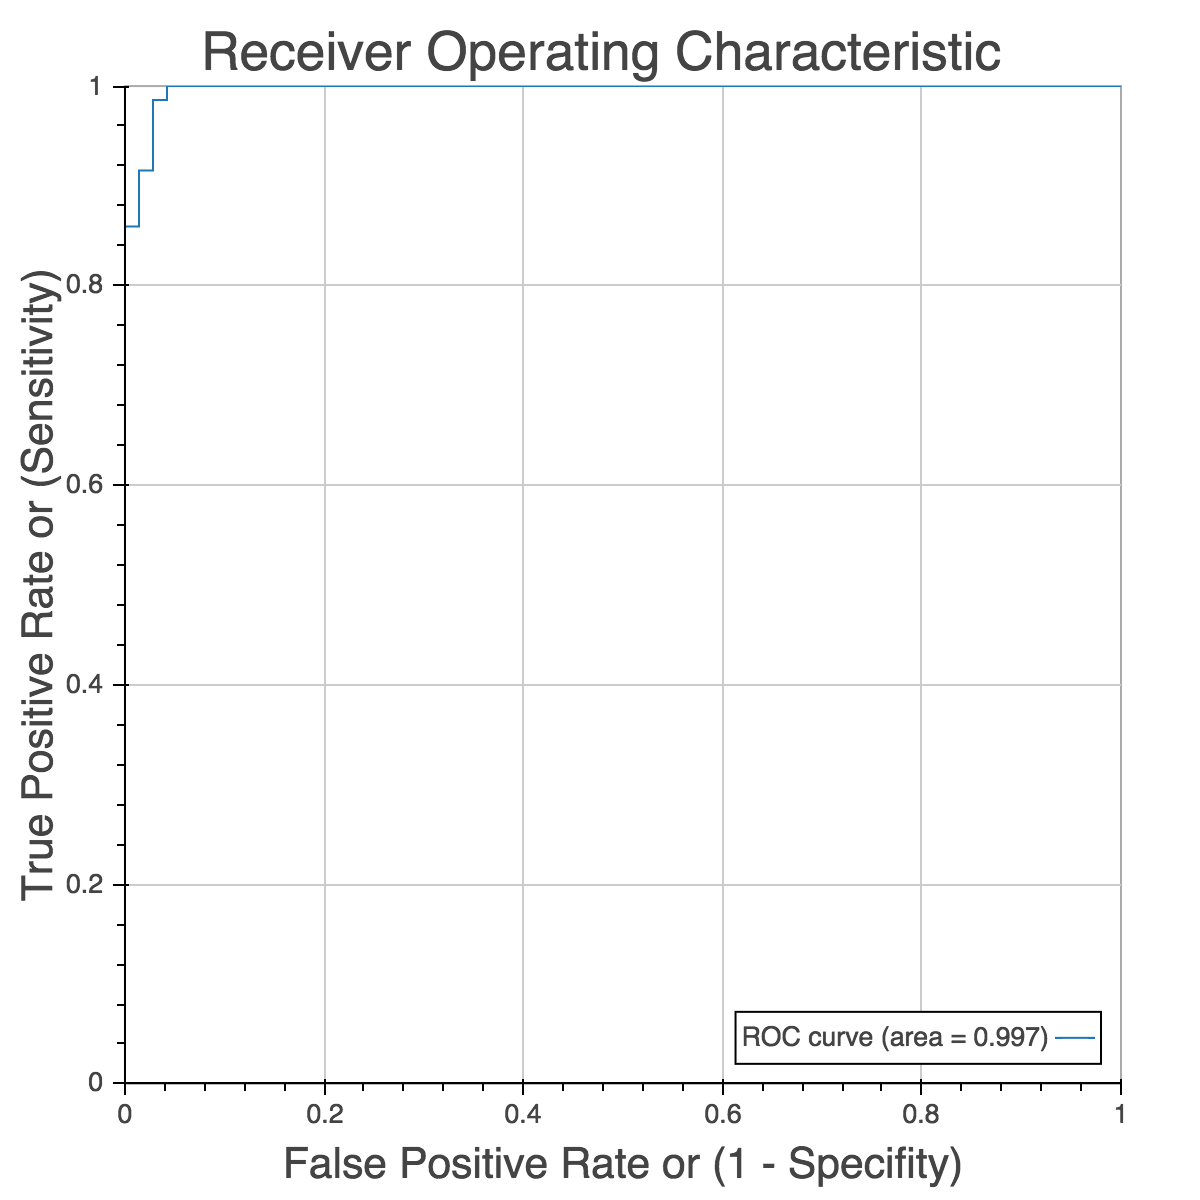 Receiver Operating Characteristic
True Positive Rate or (Sensitivity)
1
0.8
0.6
0.4
0.2
0
ROC curve (area = 0.997)
0 0.2 0.4 0.6 0.8 1
False Positive Rate or (1 - Specifity)